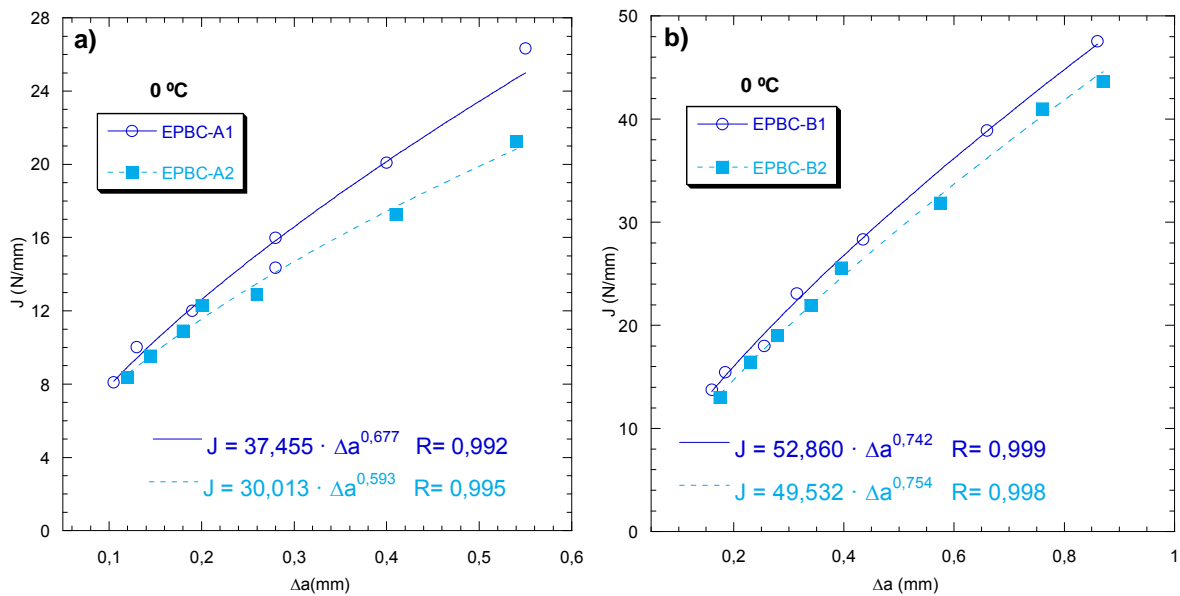 a)
0 ºC
EPBC-A1
EPBC-A2
J = 37,455 · Δa^0,677 R= 0,992
J = 30,013 · Δa^0,593 R= 0,995
J (N/mm)
28
24
20
16
12
8
4
0
0,1 0,2 0,3 0,4 0,5 0,6
Δa(mm)
b)
0 ºC
EPBC-B1
EPBC-B2
J = 52,860 · Δa^0,742 R= 0,999
J = 49,532 · Δa^0,754 R= 0,998
J (N/mm)
50
40
30
20
10
0
0,2 0,4 0,6 0,8 1
Δa (mm)